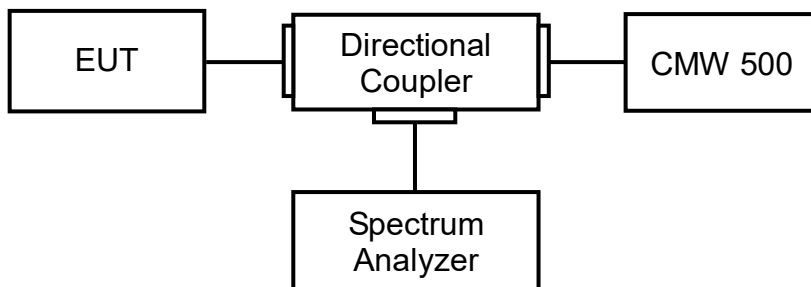 EUT
Directional
Coupler
CMW 500
Spectrum
Analyzer